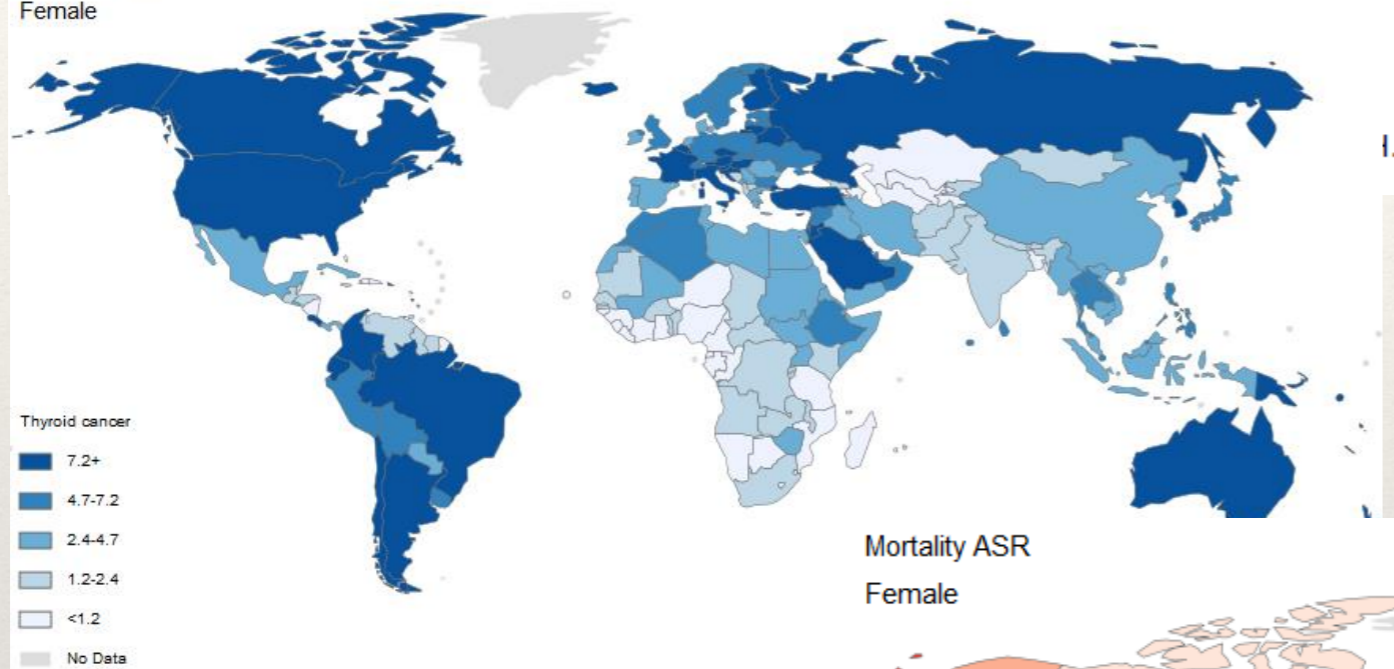 Female
Thyroid cancer
7.2+
4.7-7.2
2.4-4.7
1.2-2.4
<1.2
No Data
Mortality ASR
Female